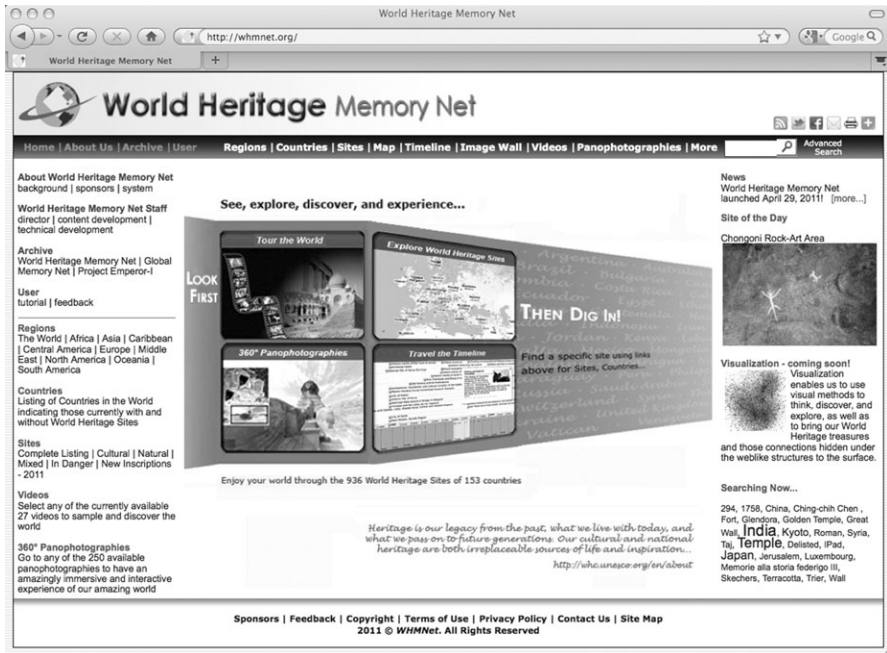 World Heritage Memory Net
http://whmnet.org/
Google
World Heritage Memory Net
World Heritage Memory Net
Home | About Us | Archive | User
Regions | Countries | Sites | Map | Timeline | Image Wall | Videos | Panophotographies | More
Advanced
Search
About World Heritage Memory Net
background | sponsors | system
World Heritage Memory Net Staff
director | content development |
technical development
Archive
World Heritage Memory Net | Global
Memory Net | Project Emperor-I
User
tutorial | feedback
Regions
The World | Africa | Asia | Caribbean
| Central America | Europe | Middle
East | North America | Oceania |
South America
Countries
Listing of Countries in the World
indicating those currently with and
without World Heritage Sites
Sites
Complete Listing | Cultural | Natural |
Mixed | In Danger | New Inscriptions
- 2011
Videos
Select any of the currently available
27 videos to sample and discover the
world
360° Panophotographies
Go to any of the 250 available
panophotographies to have an
amazingly immersive and interactive
experience of our amazing world
See, explore, discover, and experience...
LOOK
FIRST
Tour the World
Explore World Heritage Sites
360° Panophotographies
Travel the Timeline
THEN DIG IN!
Find a specific site using links
above for Sites, Countries...
Enjoy your world through the 936 World Heritage Sites of 153 countries
Heritage is our legacy from the past, what we live with today, and
what we pass on to future generations. Our cultural and natural
heritage are both irreplaceable sources of life and inspiration...
http://whc.unesco.org/en/about
News
World Heritage Memory Net
launched April 29, 2011! [more...]
Site of the Day
Chongoni Rock-Art Area
Visualization - coming soon!
Visualization
enables us to use
visual methods to
think, discover, and
explore, as well as
to bring our World
Heritage treasures
and those connections hidden under
the weblike structures to the surface.
Searching Now...
294, 1758, China, Ching-chih Chen ,
Fort, Glendora, Golden Temple, Great
Wall, India, Kyoto, Roman, Syria,
Taj, Temple, Delisted, IPad,
Japan, Jerusalem, Luxembourg,
Memorie alla storia federigo III,
Skechers, Terracotta, Trier, Wall
Sponsors | Feedback | Copyright | Terms of Use | Privacy Policy | Contact Us | Site Map
2011 © WHMNet. All Rights Reserved